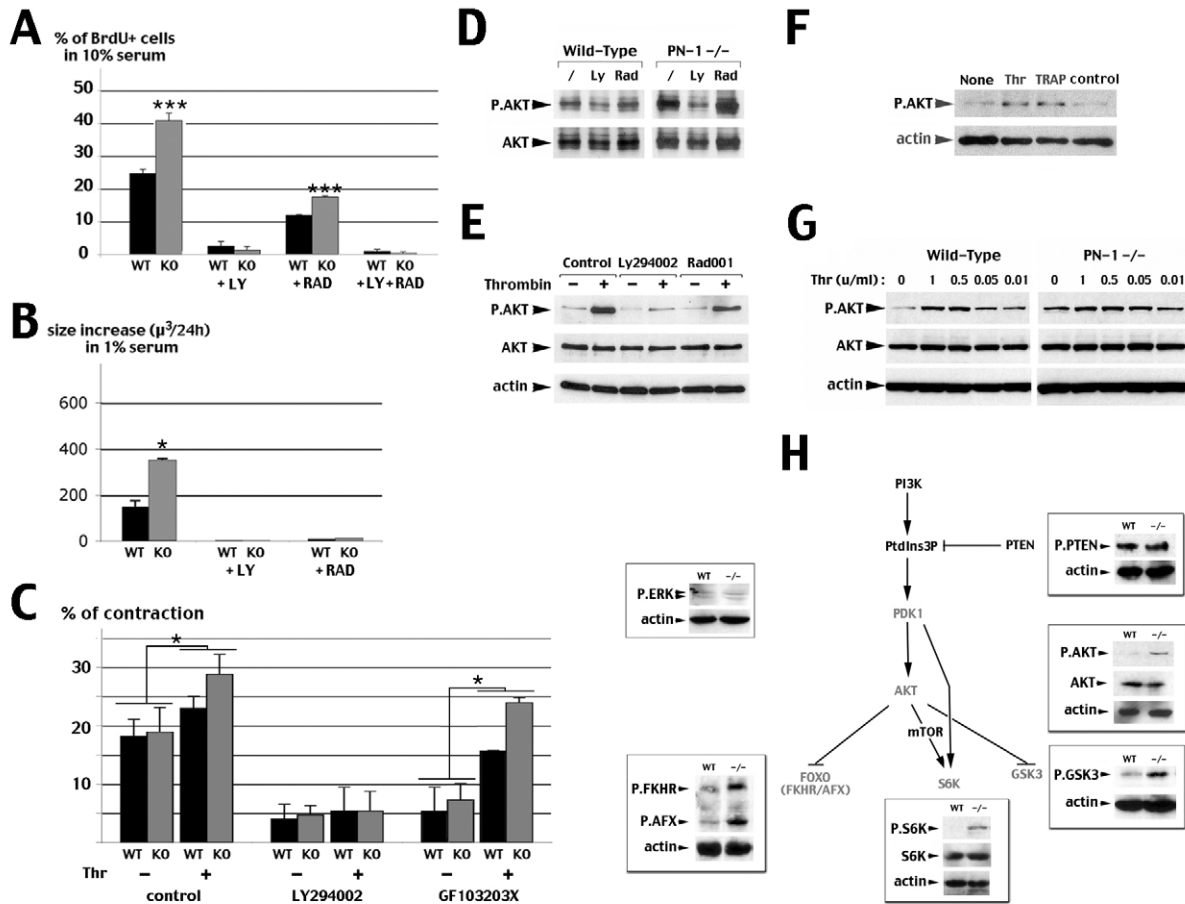 A
% of BrdU+ cells
in 10% serum
50
40
30
20
10
0
***
***
WT KO WT KO WT KO WT KO
+ LY + RAD +LY+RAD
B
size increase (µ³/24h)
in 1% serum
600
400
200
0
*
WT KO WT KO WT KO
+ LY + RAD
C
% of contraction
30
20
10
*
*
WT KO WT KO WT KO WT KO WT KO WT KO
Thr − + − + − +
control LY294002 GF103203X
D
Wild-Type PN-1 -/-
/ Ly Rad / Ly Rad
P.AKT
AKT
E
Control Ly294002 Rad001
Thrombin − + − + − +
P.AKT
AKT
actin
F
None Thr TRAP control
P.AKT
actin
G
Wild-Type PN-1 -/-
Thr (u/ml) : 0 1 0.5 0.05 0.01 0 1 0.5 0.05 0.01
P.AKT
AKT
actin
H
PI3K
PtdIns3P
PTEN
PDK1
AKT
mTOR
FOXO
(FKHR/AFX)
S6K
GSK3
WT -/-
P.PTEN
actin
WT -/-
P.ERK
actin
WT -/-
P.AKT
AKT
actin
WT -/-
P.GSK3
actin
WT -/-
P.FKHR
P.AFX
actin
WT -/-
P.S6K
S6K
actin